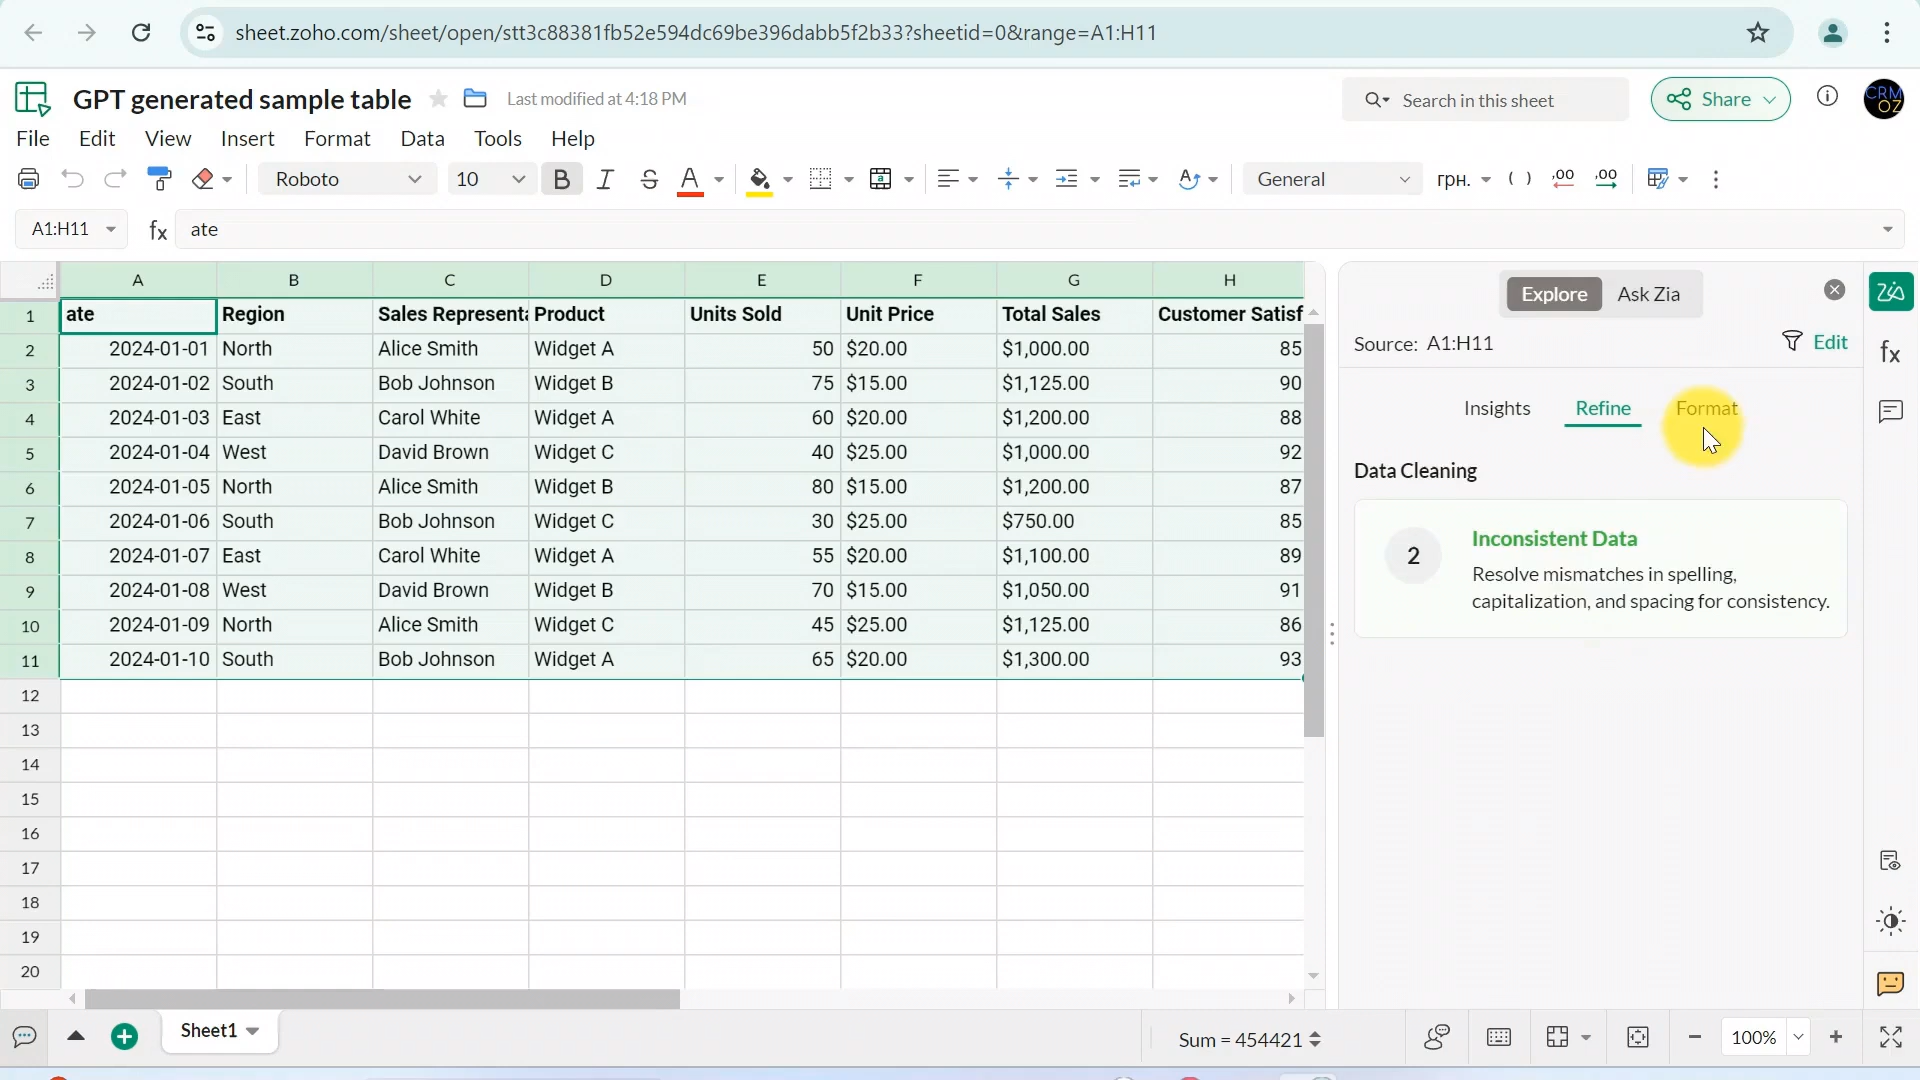 sheet.zoho.com/sheet/open/stt3c88381fb52e594dc69be396dabb5f2b33?sheetid=0&range=A1:H11
GPT generated sample table Last modified at 4:18 PM Search in this sheet Share CRM OZ
File Edit View Insert Format Data Tools Help
Roboto 10 B I S A General грн. ( ) .00 .00
A1:H11 fx ate
A B C D E F G H
1 ate Region Sales Representa Product Units Sold Unit Price Total Sales Customer Satisf
2 2024-01-01 North Alice Smith Widget A 50 $20.00 $1,000.00 85
3 2024-01-02 South Bob Johnson Widget B 75 $15.00 $1,125.00 90
4 2024-01-03 East Carol White Widget A 60 $20.00 $1,200.00 88
5 2024-01-04 West David Brown Widget C 40 $25.00 $1,000.00 92
6 2024-01-05 North Alice Smith Widget B 80 $15.00 $1,200.00 87
7 2024-01-06 South Bob Johnson Widget C 30 $25.00 $750.00 85
8 2024-01-07 East Carol White Widget A 55 $20.00 $1,100.00 89
9 2024-01-08 West David Brown Widget B 70 $15.00 $1,050.00 91
10 2024-01-09 North Alice Smith Widget C 45 $25.00 $1,125.00 86
11 2024-01-10 South Bob Johnson Widget A 65 $20.00 $1,300.00 93
12
13
14
15
16
17
18
19
20
Explore Ask Zia
Source: A1:H11 Edit
Insights Refine Format
Data Cleaning
2 Inconsistent Data
Resolve mismatches in spelling,
capitalization, and spacing for consistency.
Zia
fx
Sheet1 Sum = 454421 100%